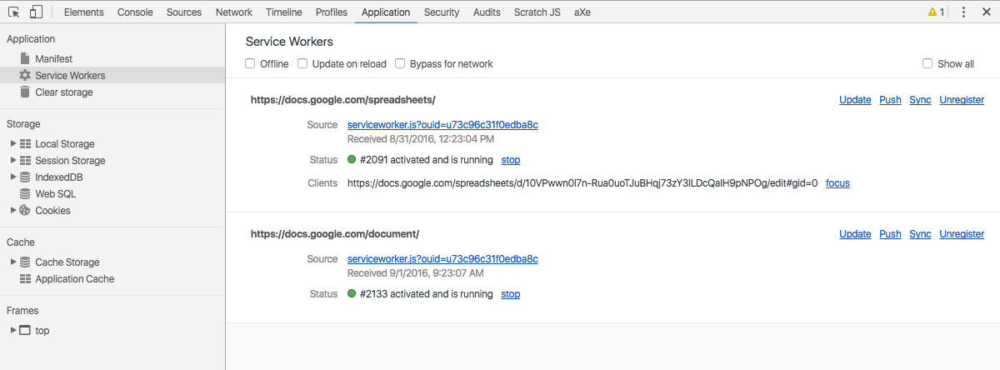 Elements Console Sources Network Timeline Profiles Application Security Audits Scratch JS aXe 1
Application
Manifest
Service Workers
Clear storage
Storage
Local Storage
Session Storage
IndexedDB
Web SQL
Cookies
Cache
Cache Storage
Application Cache
Frames
top
Service Workers
Offline Update on reload Bypass for network Show all
https://docs.google.com/spreadsheets/ Update Push Sync Unregister
Source serviceworker.js?ouid=u73c96c31f0edba8c
Received 8/31/2016, 12:23:04 PM
Status #2091 activated and is running stop
Clients https://docs.google.com/spreadsheets/d/10VPwwn0I7n-Rua0uoTJuBHqj73zY3ILDcQaIH9pNPOg/edit#gid=0 focus
https://docs.google.com/document/ Update Push Sync Unregister
Source serviceworker.js?ouid=u73c96c31f0edba8c
Received 9/1/2016, 9:23:07 AM
Status #2133 activated and is running stop